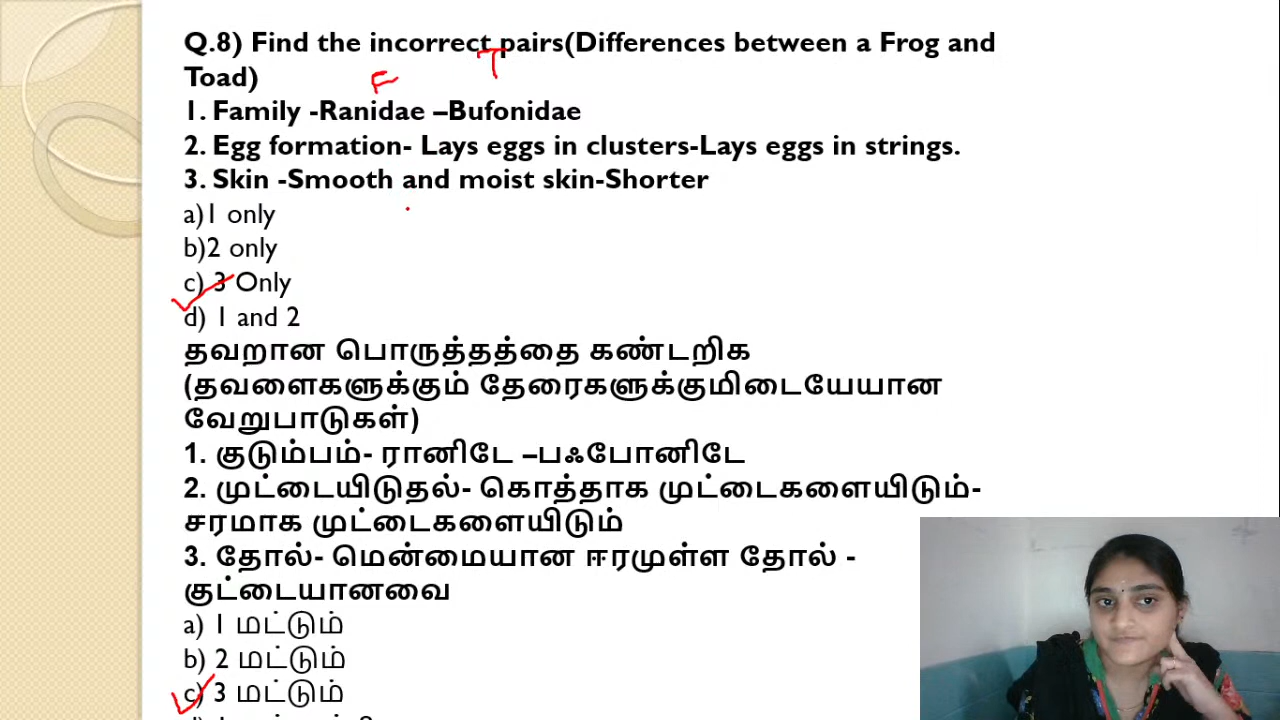 Q.8) Find the incorrect pairs(Differences between a Frog and
Toad)
F T
1. Family -Ranidae –Bufonidae
2. Egg formation- Lays eggs in clusters-Lays eggs in strings.
3. Skin -Smooth and moist skin-Shorter
a)1 only
b)2 only
c) 3 Only
d) 1 and 2
தவறான பொருத்தத்தை கண்டறிக
(தவளைகளுக்கும் தேரைகளுக்குமிடையேயான
வேறுபாடுகள்)
1. குடும்பம்- ரானிடே –பஃபோனிடே
2. முட்டையிடுதல்- கொத்தாக முட்டைகளையிடும்-
சரமாக முட்டைகளையிடும்
3. தோல்- மென்மையான ஈரமுள்ள தோல் -
குட்டையானவை
a) 1 மட்டும்
b) 2 மட்டும்
c) 3 மட்டும்